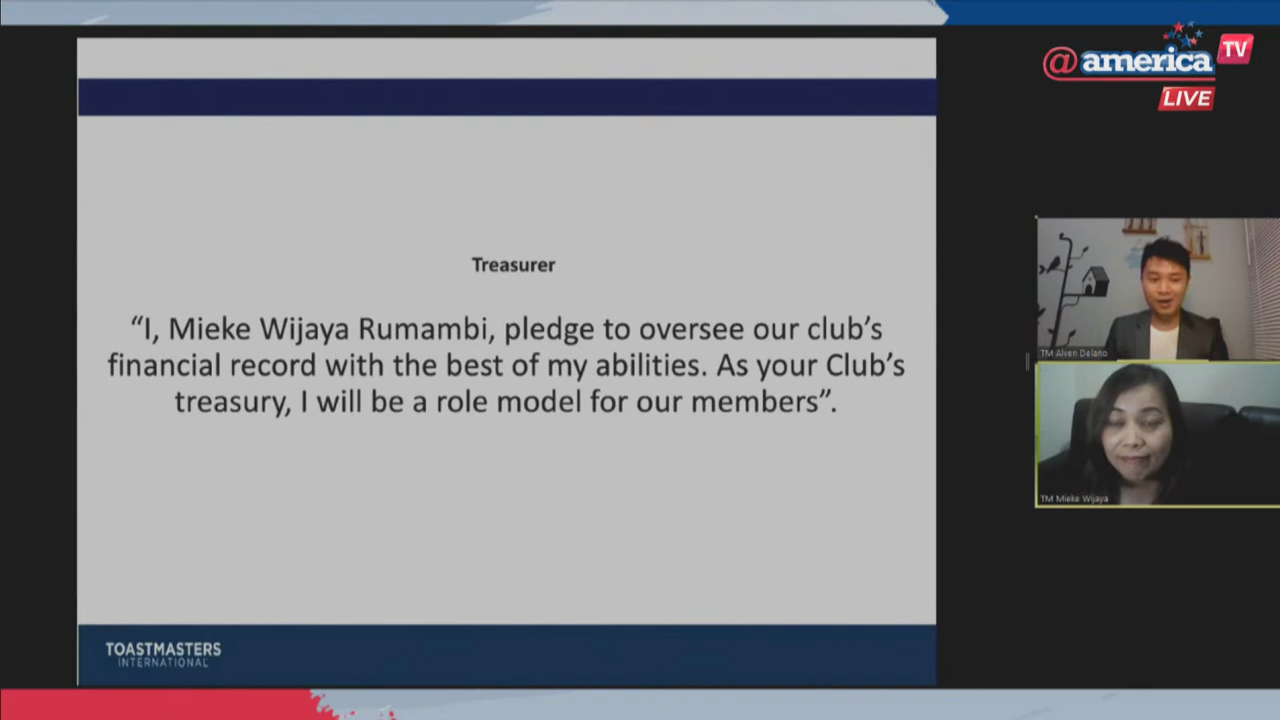 @america
TV
LIVE
Treasurer
“I, Mieke Wijaya Rumambi, pledge to oversee our club’s
financial record with the best of my abilities. As your Club’s
treasury, I will be a role model for our members”.
TM Alven Delano
TM Mieke Wijaya
TOASTMASTERS
INTERNATIONAL